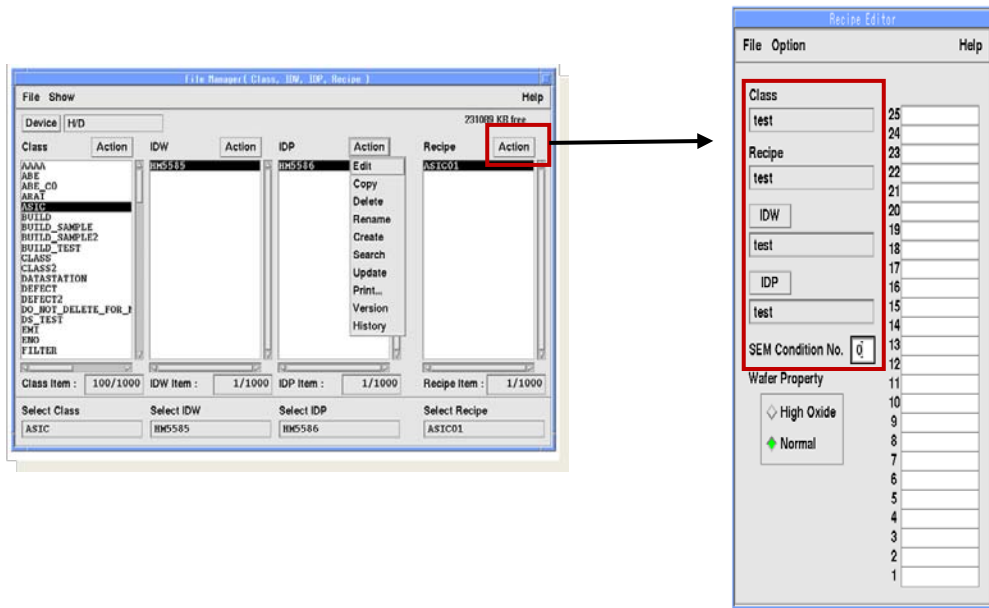 File Manager( Class, IDW, IDP, Recipe )
File Show Help
Device H/D 231089 KB free
Class Action IDW Action IDP Action Recipe Action
AAAA
ABE
ABE_CO
ARAI
ASIC
BUILD
BUILD_SAMPLE
BUILD_SAMPLE2
BUILD_TEST
CLASS
CLASS2
DATASTATION
DEFECT
DEFECT2
DO_NOT_DELETE_FOR_
DS_TEST
EMI
ENO
FILTER
HM5585
HM5586
Edit
Copy
Delete
Rename
Create
Search
Update
Print...
Version
History
ASIC01
Class Item : 100/1000 IDW Item : 1/1000 IDP Item : 1/1000 Recipe Item : 1/1000
Select Class Select IDW Select IDP Select Recipe
ASIC HM5585 HM5586 ASIC01
Recipe Editor
File Option Help
Class
test
Recipe
test
IDW
test
IDP
test
SEM Condition No. 0
Wafer Property
High Oxide
Normal
25
24
23
22
21
20
19
18
17
16
15
14
13
12
11
10
9
8
7
6
5
4
3
2
1